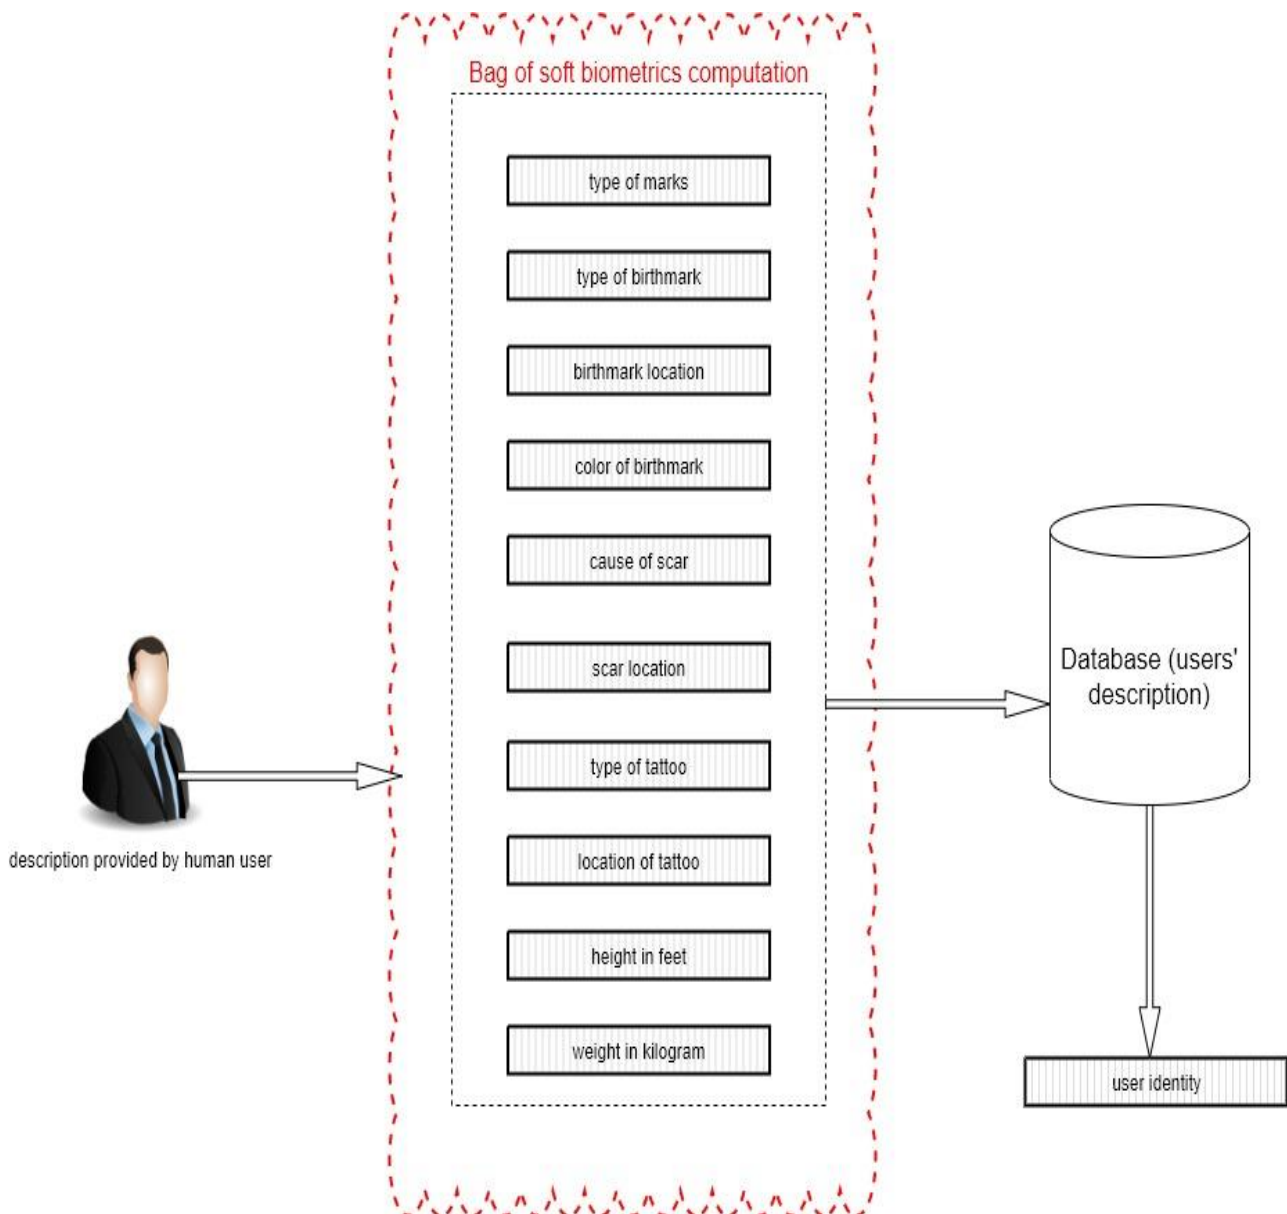 Bag of soft biometrics computation
type of marks
type of birthmark
birthmark location
color of birthmark
cause of scar
scar location
type of tattoo
location of tattoo
height in feet
weight in kilogram
description provided by human user
Database (users'
description)
user identity